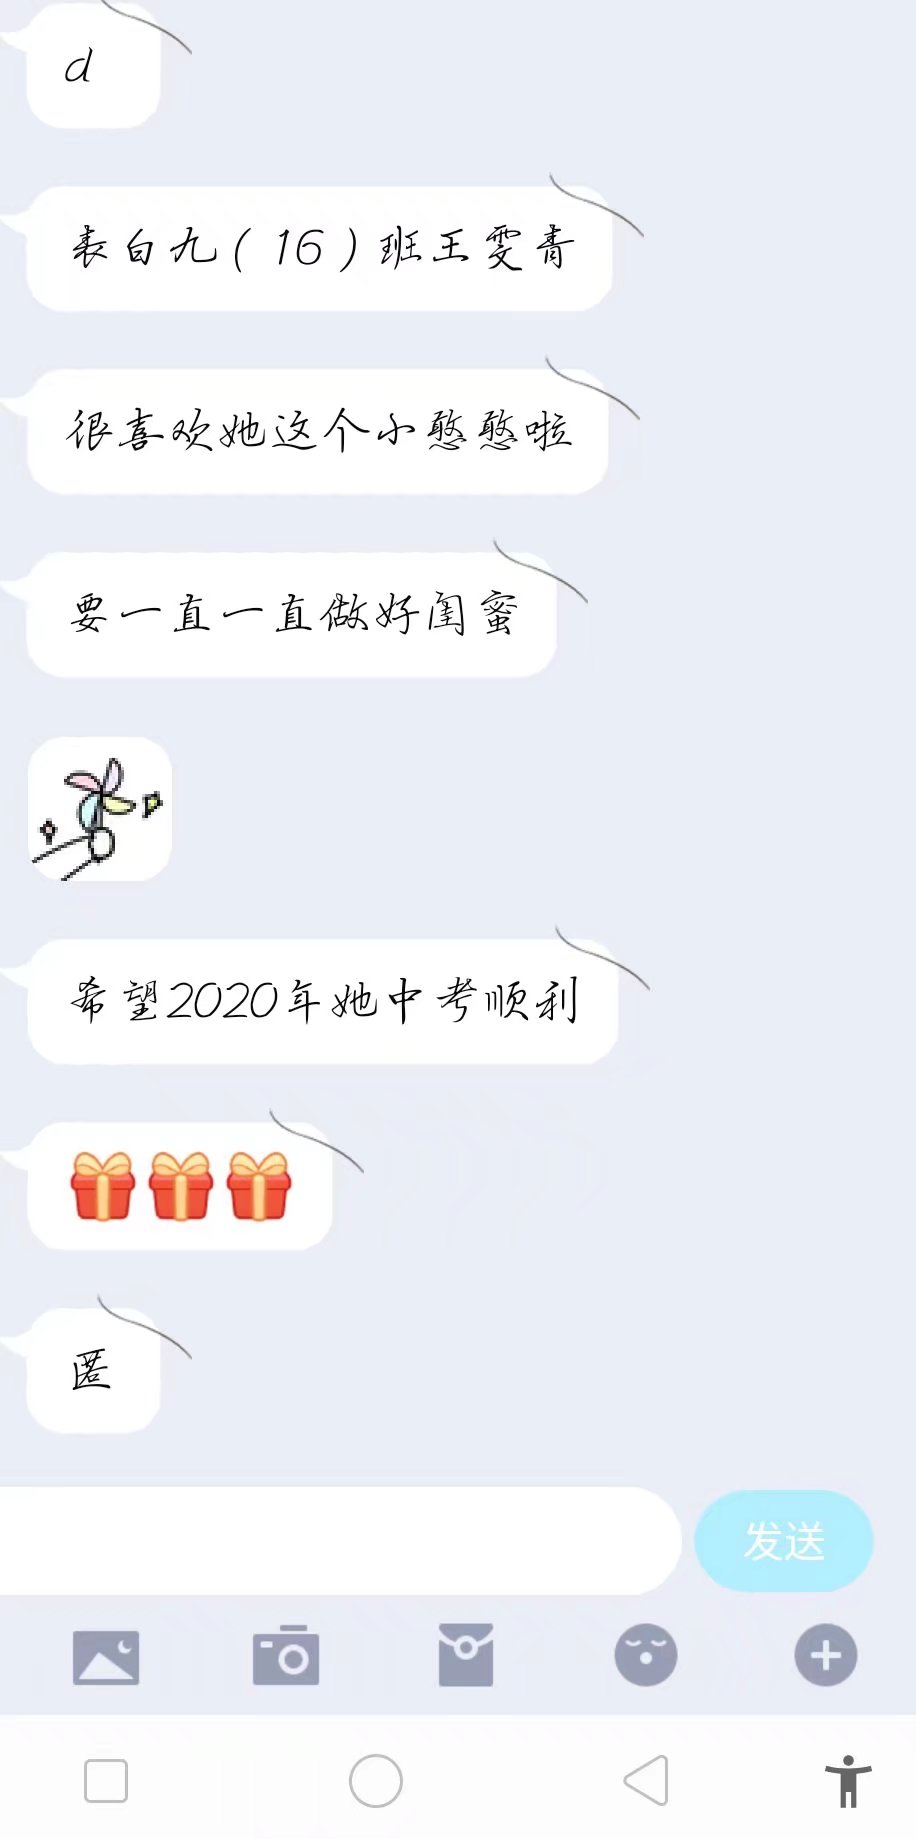 d
表白九(16)班王雯青
很喜欢她这个小憨憨啦
要一直一直做好闺蜜
希望2020年她中考顺利
匿
发送